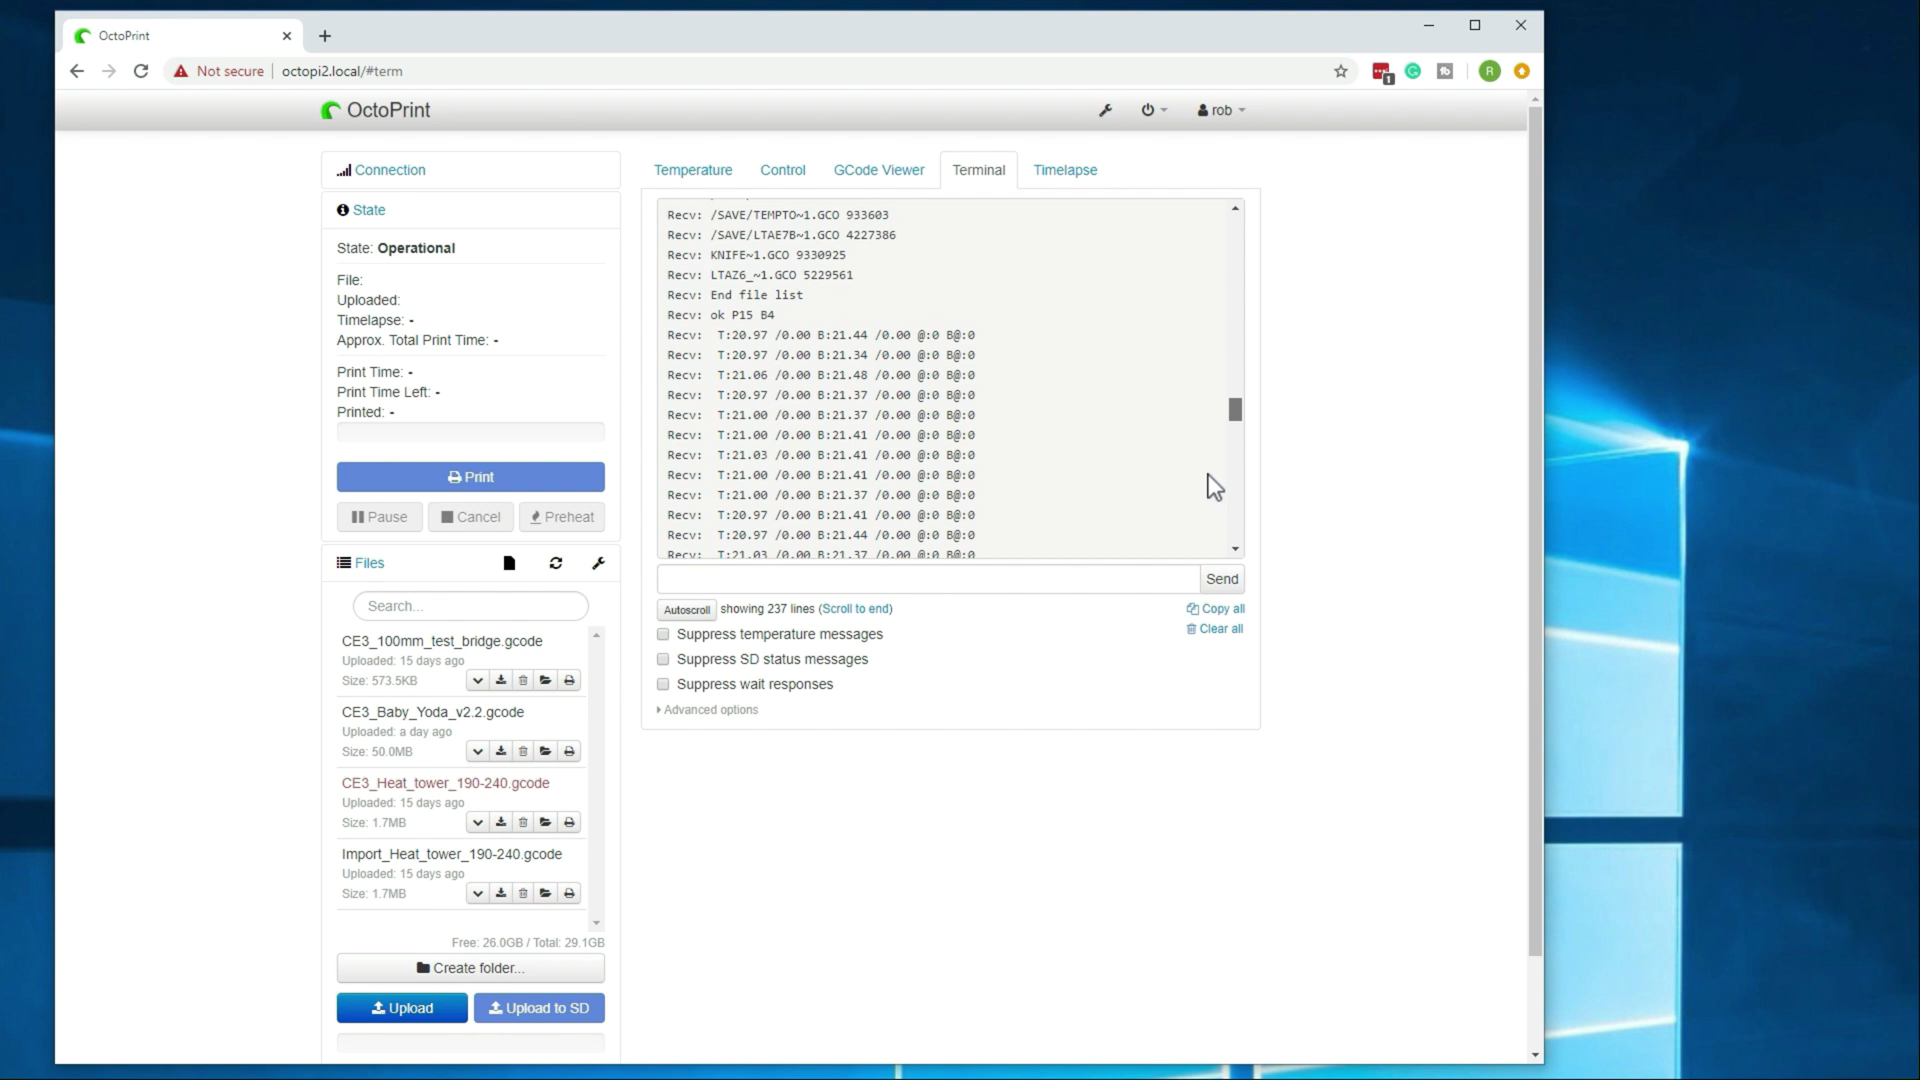 OctoPrint
Not secure
octopi2.local/#term
1
R
OctoPrint
rob
Connection
State
State: Operational
File:
Uploaded:
Timelapse: -
Approx. Total Print Time: -
Print Time: -
Print Time Left: -
Printed: -
Print
Pause
Cancel
Preheat
Files
Search...
CE3_100mm_test_bridge.gcode
Uploaded: 15 days ago
Size: 573.5KB
CE3_Baby_Yoda_v2.2.gcode
Uploaded: a day ago
Size: 50.0MB
CE3_Heat_tower_190-240.gcode
Uploaded: 15 days ago
Size: 1.7MB
Import_Heat_tower_190-240.gcode
Uploaded: 15 days ago
Size: 1.7MB
Free: 26.0GB / Total: 29.1GB
Create folder...
Upload
Upload to SD
Temperature
Control
GCode Viewer
Terminal
Timelapse
Recv: /SAVE/TEMPTO~1.GCO 933603
Recv: /SAVE/LTAE7B~1.GCO 4227386
Recv: KNIFE~1.GCO 9330925
Recv: LTAZ6_~1.GCO 5229561
Recv: End file list
Recv: ok P15 B4
Recv:  T:20.97 /0.00 B:21.44 /0.00 @:0 B@:0
Recv:  T:20.97 /0.00 B:21.34 /0.00 @:0 B@:0
Recv:  T:21.06 /0.00 B:21.48 /0.00 @:0 B@:0
Recv:  T:20.97 /0.00 B:21.37 /0.00 @:0 B@:0
Recv:  T:21.00 /0.00 B:21.37 /0.00 @:0 B@:0
Recv:  T:21.00 /0.00 B:21.41 /0.00 @:0 B@:0
Recv:  T:21.03 /0.00 B:21.41 /0.00 @:0 B@:0
Recv:  T:21.00 /0.00 B:21.41 /0.00 @:0 B@:0
Recv:  T:21.00 /0.00 B:21.37 /0.00 @:0 B@:0
Recv:  T:20.97 /0.00 B:21.41 /0.00 @:0 B@:0
Recv:  T:20.97 /0.00 B:21.44 /0.00 @:0 B@:0
Recv:  T:21.03 /0.00 B:21.37 /0.00 @:0 B@:0
Send
Autoscroll
showing 237 lines (Scroll to end)
Copy all
Clear all
Suppress temperature messages
Suppress SD status messages
Suppress wait responses
Advanced options